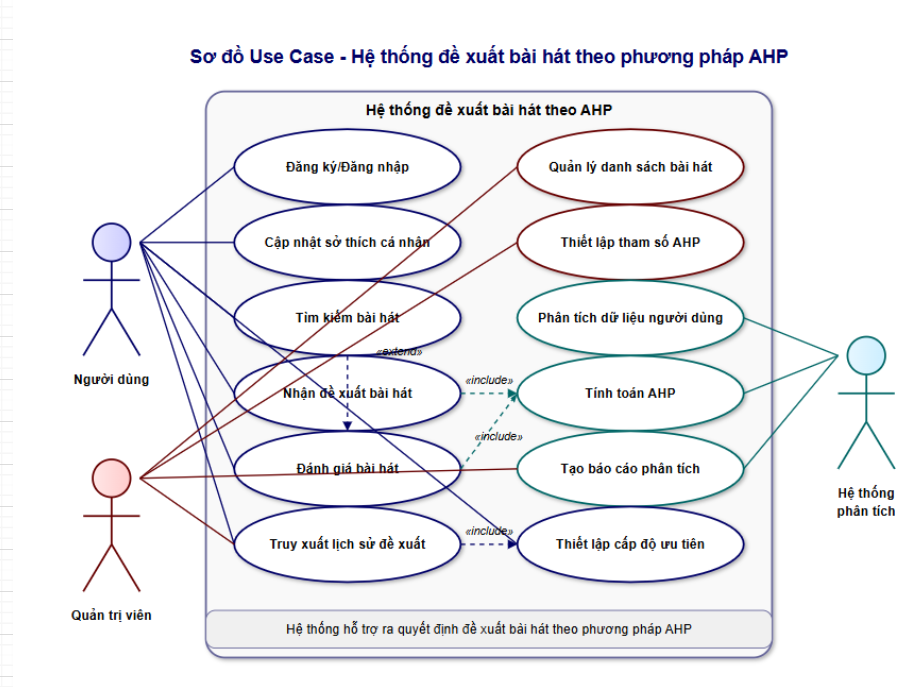 Sơ đồ Use Case - Hệ thống đề xuất bài hát theo phương pháp AHP
Hệ thống đề xuất bài hát theo AHP
Đăng ký/Đăng nhập
Quản lý danh sách bài hát
Cập nhật sở thích cá nhân
Thiết lập tham số AHP
Tìm kiếm bài hát
Phân tích dữ liệu người dùng
«extend»
Người dùng
«include»
Nhận đề xuất bài hát
Tính toán AHP
«include»
Đánh giá bài hát
Tạo báo cáo phân tích
Hệ thống
phân tích
«include»
Truy xuất lịch sử đề xuất
Thiết lập cấp độ ưu tiên
Quản trị viên
Hệ thống hỗ trợ ra quyết định đề xuất bài hát theo phương pháp AHP